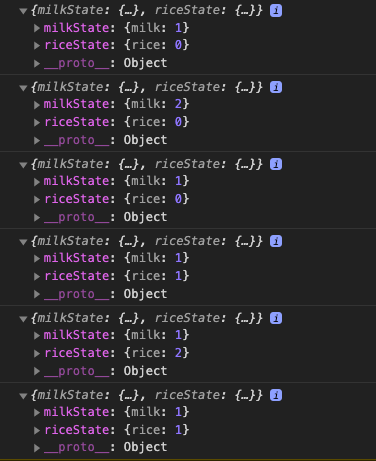 {milkState: {…}, riceState: {…}} i
milkState: {milk: 1}
riceState: {rice: 0}
__proto__: Object
{milkState: {…}, riceState: {…}} i
milkState: {milk: 2}
riceState: {rice: 0}
__proto__: Object
{milkState: {…}, riceState: {…}} i
milkState: {milk: 1}
riceState: {rice: 0}
__proto__: Object
{milkState: {…}, riceState: {…}} i
milkState: {milk: 1}
riceState: {rice: 1}
__proto__: Object
{milkState: {…}, riceState: {…}} i
milkState: {milk: 1}
riceState: {rice: 2}
__proto__: Object
{milkState: {…}, riceState: {…}} i
milkState: {milk: 1}
riceState: {rice: 1}
__proto__: Object